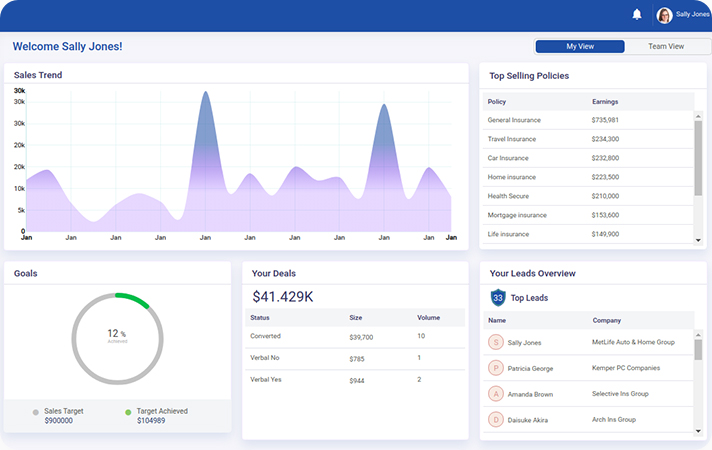 Sally Jones
Welcome Sally Jones!
My View
Team View
Sales Trend
30k
30k
30k
20k
20k
10k
5k
0
Jan Jan Jan Jan Jan Jan Jan Jan Jan Jan Jan
Top Selling Policies
Policy Earnings
General Insurance $735,981
Travel Insurance $234,300
Car Insurance $232,800
Home insurance $223,500
Health Secure $210,000
Mortgage insurance $153,600
Life insurance $149,900
Goals
12 %
Achieved
Sales Target
$900000
Target Achieved
$104989
Your Deals
$41.429K
Status Size Volume
Converted $39,700 10
Verbal No $785 1
Verbal Yes $944 2
Your Leads Overview
33 Top Leads
Name Company
S Sally Jones MetLife Auto & Home Group
P Patricia George Kemper PC Companies
A Amanda Brown Selective Ins Group
D Daisuke Akira Arch Ins Group